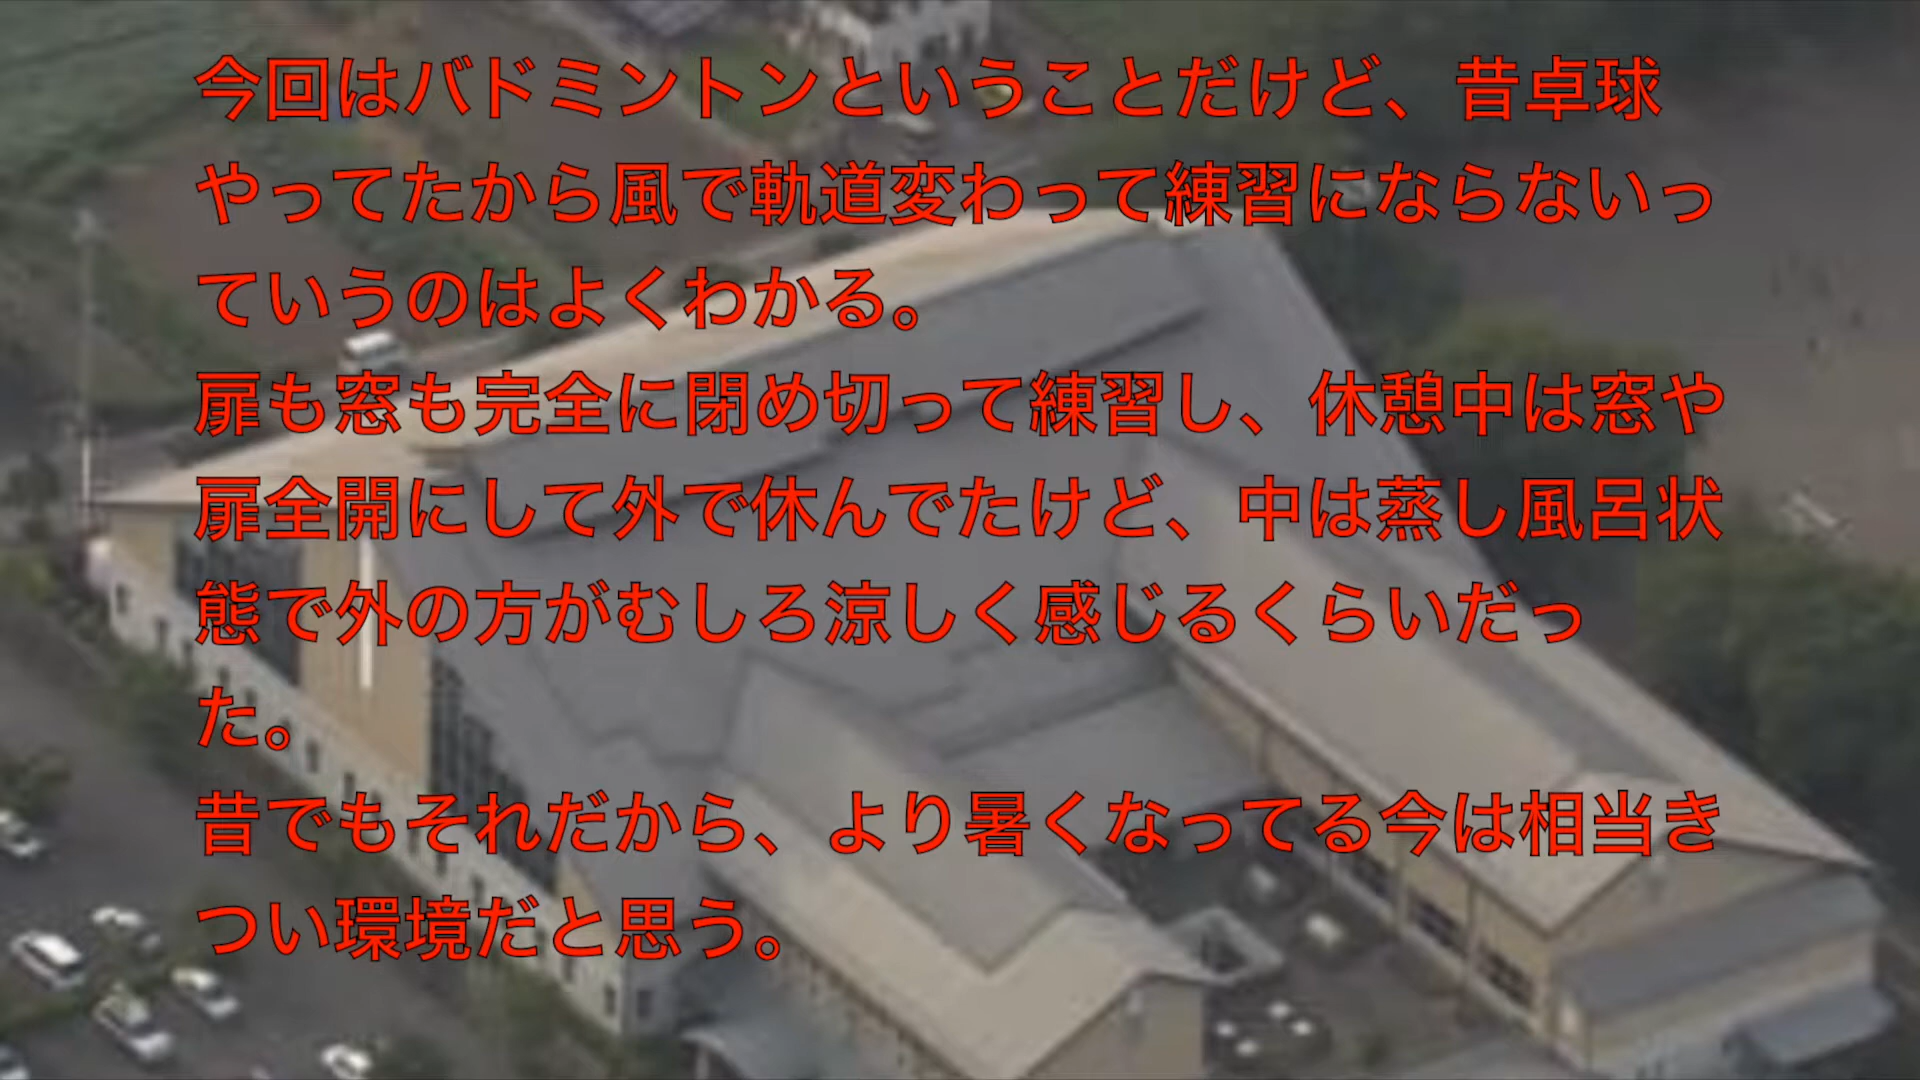 今回はバドミントンということだけど、昔卓球
やってたから風で軌道変わって練習にならないっ
ていうのはよくわかる。
扉も窓も完全に閉め切って練習し、休憩中は窓や
扉全開にして外で休んでたけど、中は蒸し風呂状
態で外の方がむしろ涼しく感じるくらいだっ
た。
昔でもそれだから、より暑くなってる今は相当き
つい環境だと思う。